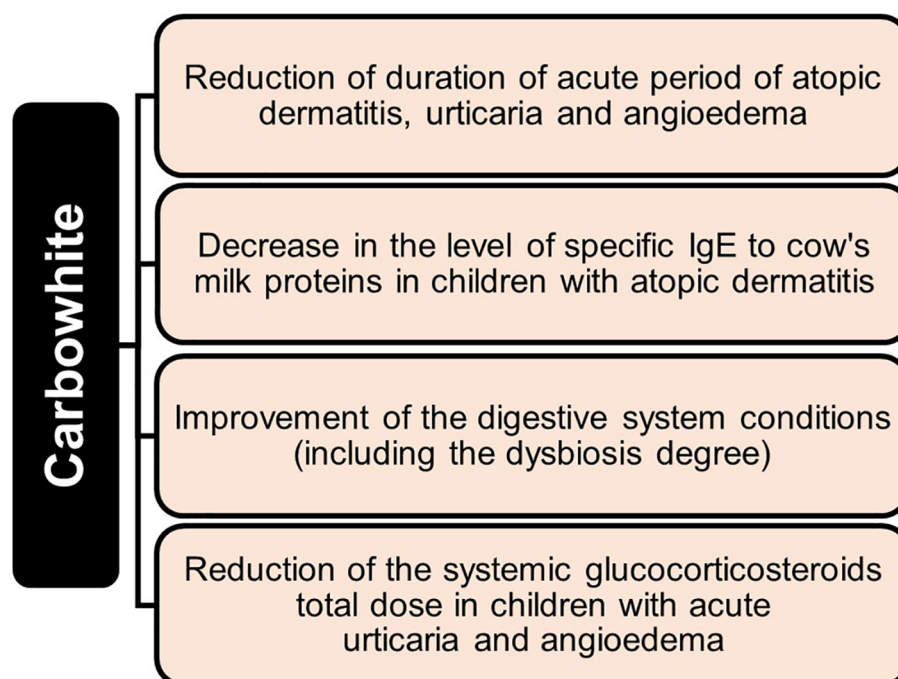 Carbowhite
Reduction of duration of acute period of atopic
dermatitis, urticaria and angioedema
Decrease in the level of specific IgE to cow's
milk proteins in children with atopic dermatitis
Improvement of the digestive system conditions
(including the dysbiosis degree)
Reduction of the systemic glucocorticosteroids
total dose in children with acute
urticaria and angioedema